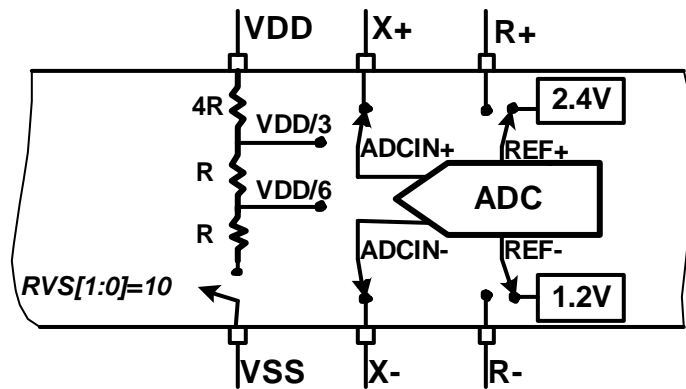 VDD X+ R+
4R
VDD/3
2.4V
ADCIN+ REF+
R
VDD/6
ADC
R
ADCIN- REF-
RVS[1:0]=10
1.2V
VSS X- R-